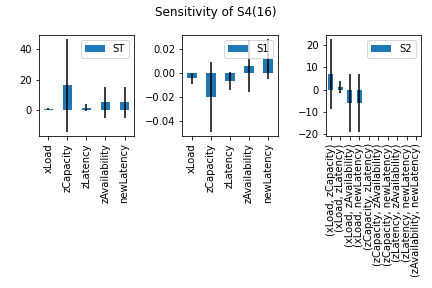 Sensitivity of S4(16)
ST
40
20
0
xLoad
zCapacity
zLatency
zAvailability
newLatency
S1
0.02
0.00
−0.02
−0.04
xLoad
zCapacity
zLatency
zAvailability
newLatency
S2
20
10
0
−10
−20
(xLoad, zCapacity)
(xLoad, zLatency)
(xLoad, zAvailability)
(xLoad, newLatency)
(zCapacity, zLatency)
(zCapacity, zAvailability)
(zCapacity, newLatency)
(zLatency, zAvailability)
(zLatency, newLatency)
(zAvailability, newLatency)